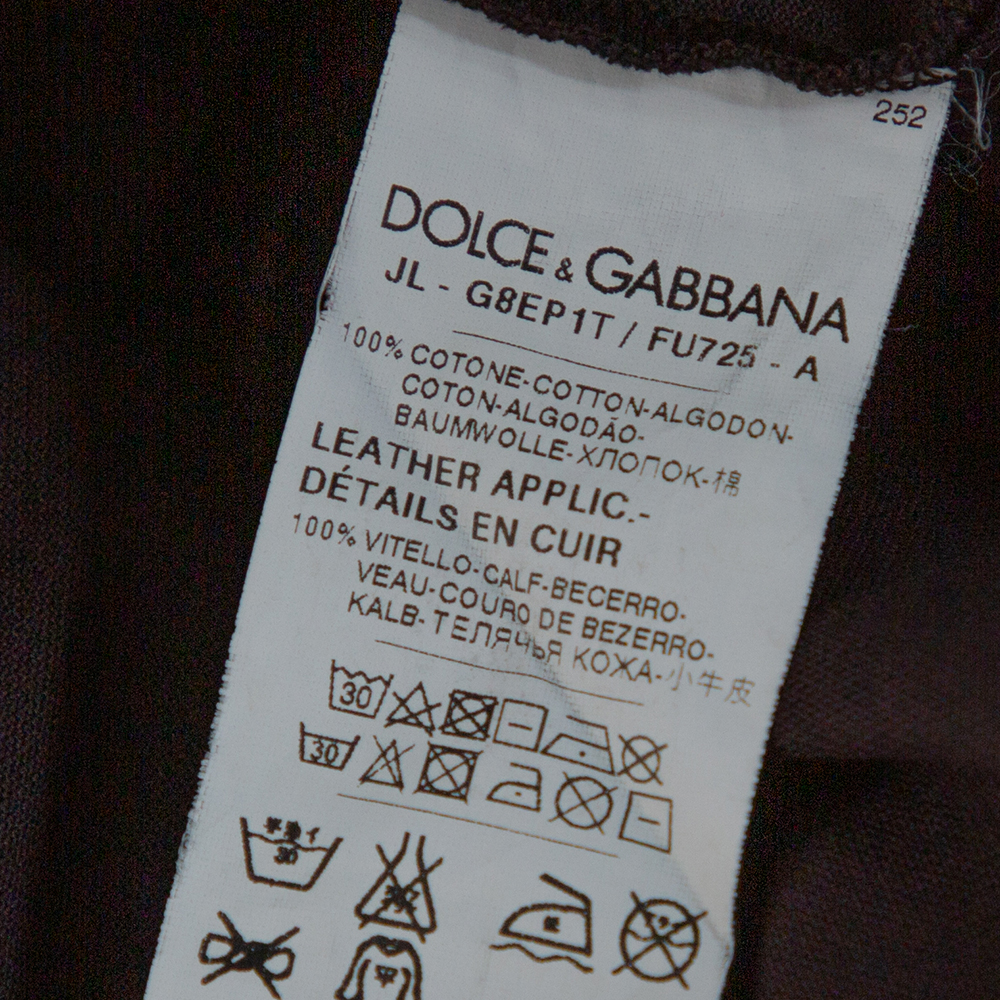 252
DOLCE & GABBANA
JL - G8EP1T / FU725 - A
100% COTONE-COTTON-ALGODON-
COTON-ALGODÃO-
BAUMWOLLE-ХЛОПОК-棉
LEATHER APPLIC.-
DÉTAILS EN CUIR
100% VITELLO-CALF-BECERRO-
VEAU-COURO DE BEZERRO-
KALB-ТЕЛЯЧЬЯ КОЖА-小牛皮
30
30
30
平